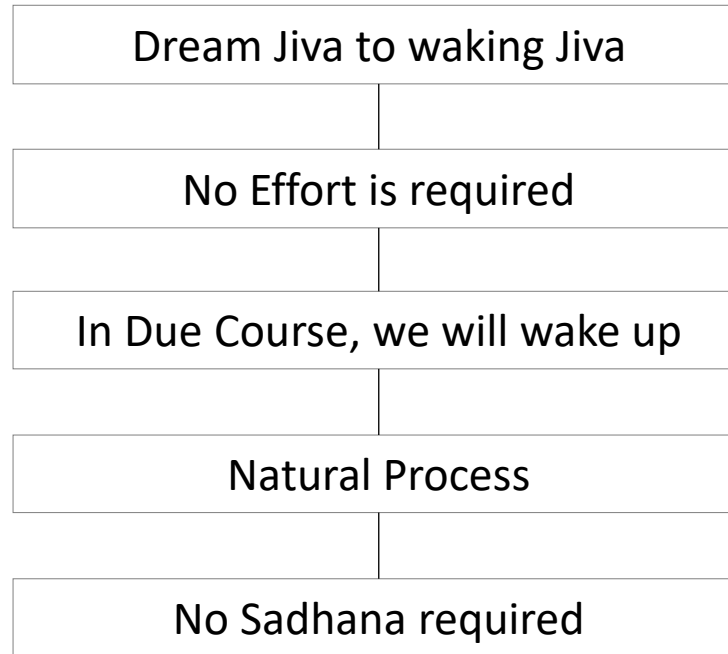 Dream Jiva to waking Jiva
No Effort is required
In Due Course, we will wake up
Natural Process
No Sadhana required